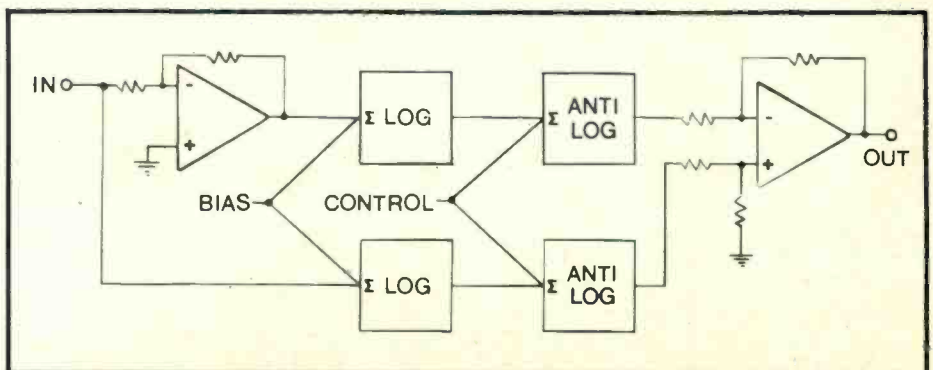 IN
-
+
Σ LOG
ANTI
LOG
-
+
OUT
BIAS
CONTROL
Σ
Σ LOG
ANTI
LOG
Σ